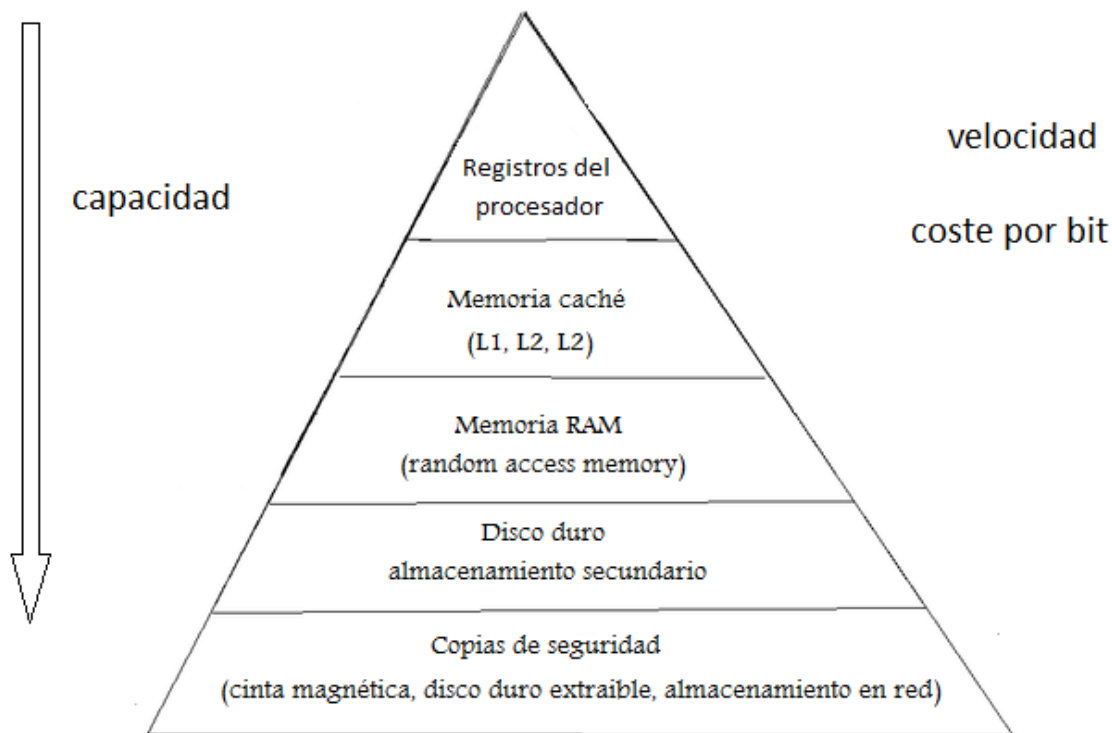 capacidad
velocidad
coste por bit
Registros del
procesador
Memoria caché
(L1, L2, L2)
Memoria RAM
(random access memory)
Disco duro
almacenamiento secundario
Copias de seguridad
(cinta magnética, disco duro extraible, almacenamiento en red)